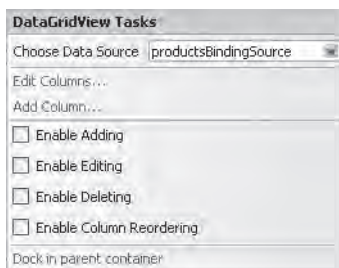 DataGridView Tasks
Choose Data Source productsBindingSource
Edit Columns...
Add Column...
Enable Adding
Enable Editing
Enable Deleting
Enable Column Reordering
Dock in parent container